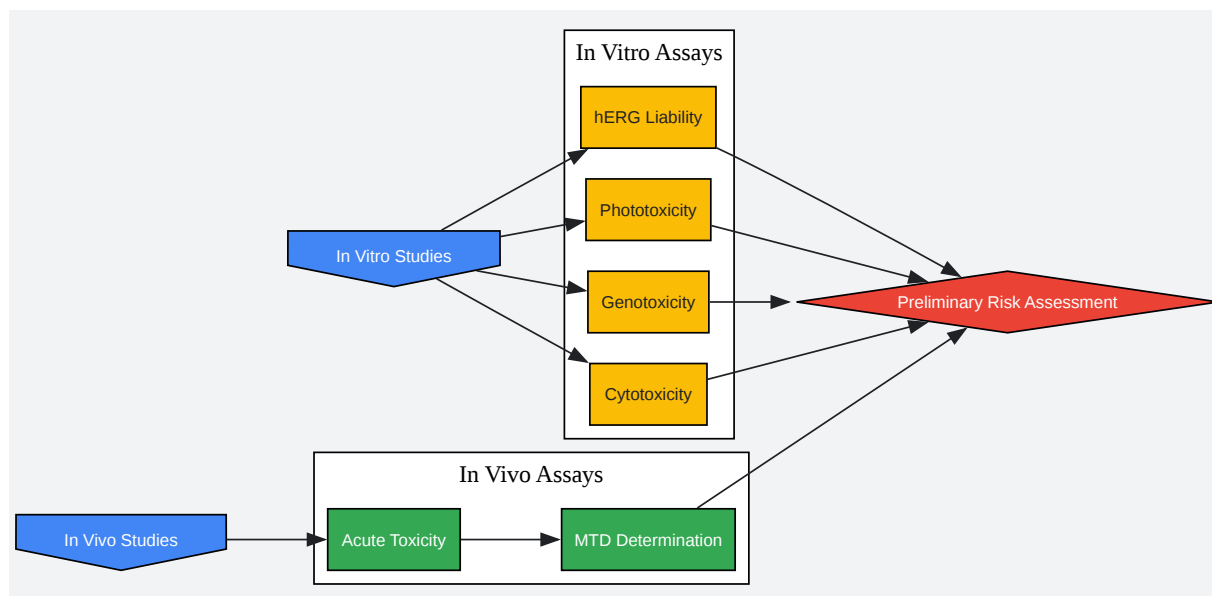 In Vitro Assays
hERG Liability
Phototoxicity
In Vitro Studies
Genotoxicity
Preliminary Risk Assessment
Cytotoxicity
In Vivo Assays
In Vivo Studies
Acute Toxicity
MTD Determination